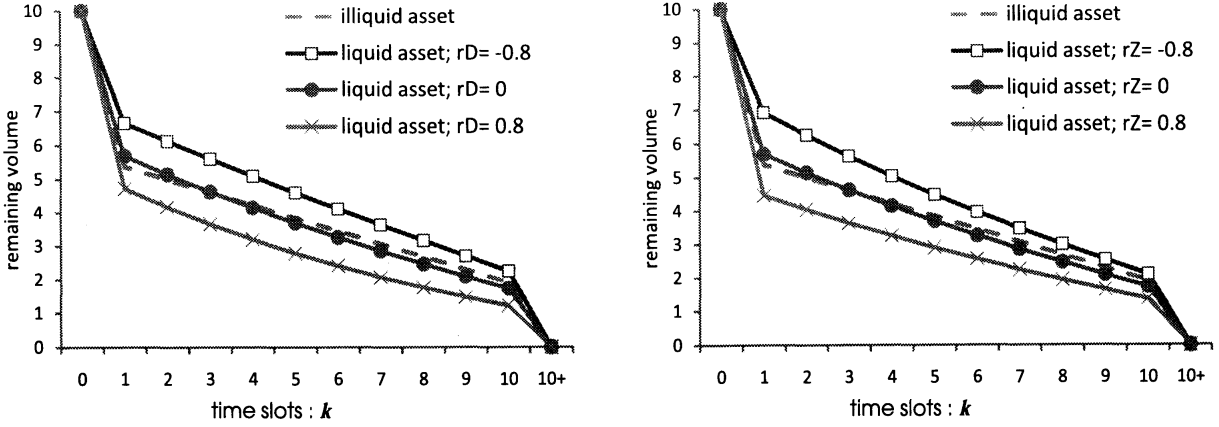 10
9
8
7
6
5
4
3
2
1
0
remaining volume
illiquid asset
liquid asset; rD= -0.8
liquid asset; rD= 0
liquid asset; rD= 0.8
0 1 2 3 4 5 6 7 8 9 10 10+
time slots : k
10
9
8
7
6
5
4
3
2
1
0
remaining volume
illiquid asset
liquid asset; rZ= -0.8
liquid asset; rZ= 0
liquid asset; rZ= 0.8
0 1 2 3 4 5 6 7 8 9 10 10+
time slots : k